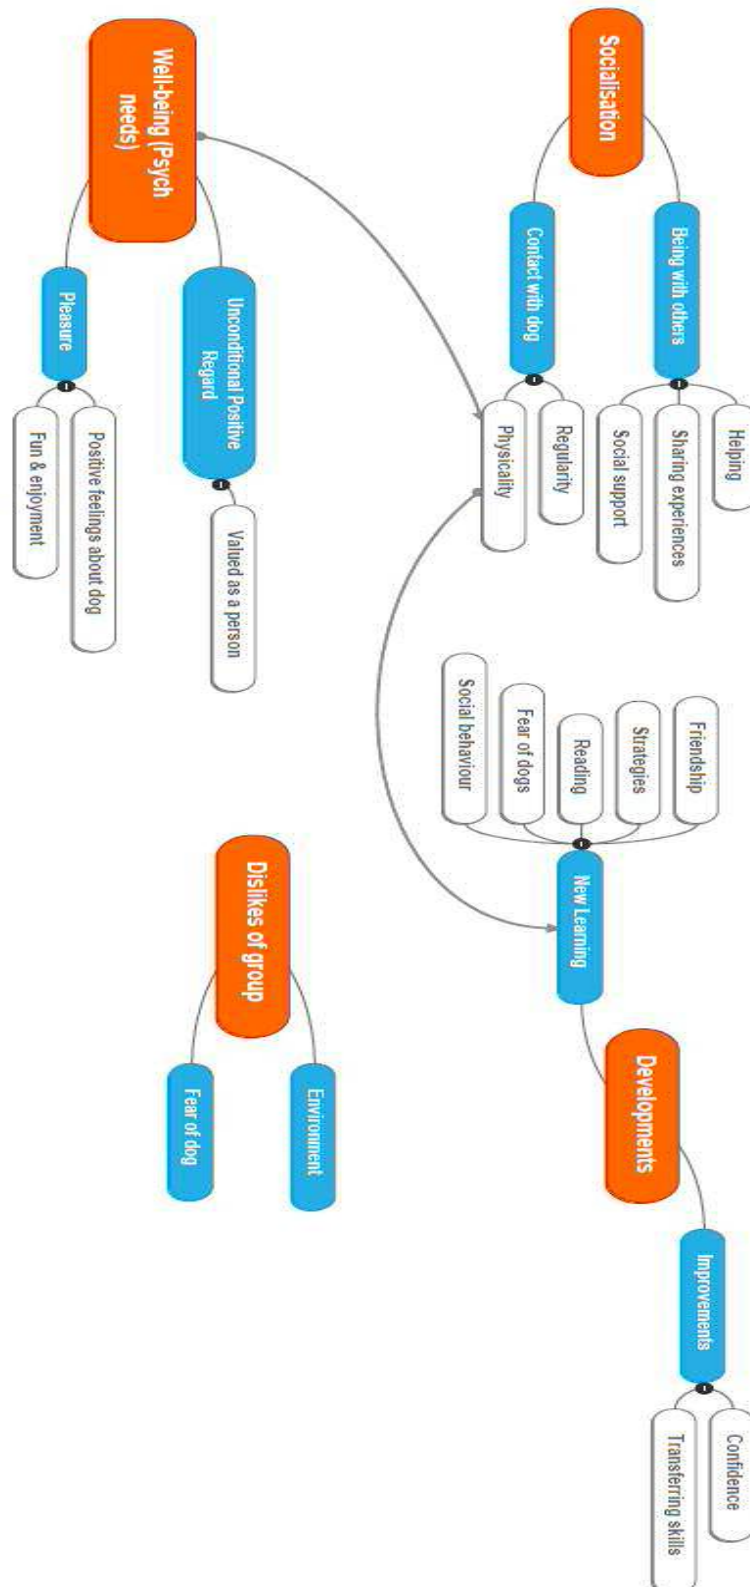 Socialisation
Being with others
Helping
Sharing experiences
Social support
Contact with dog
Regularity
Physicality
Well-being (Psych
needs)
Unconditional Positive
Regard
Valued as a person
Pleasure
Positive feelings about dog
Fun & enjoyment
Friendship
Strategies
Reading
Fear of dogs
Social behaviour
New Learning
Developments
Improvements
Confidence
Transferring skills
Dislikes of group
Environment
Fear of dog